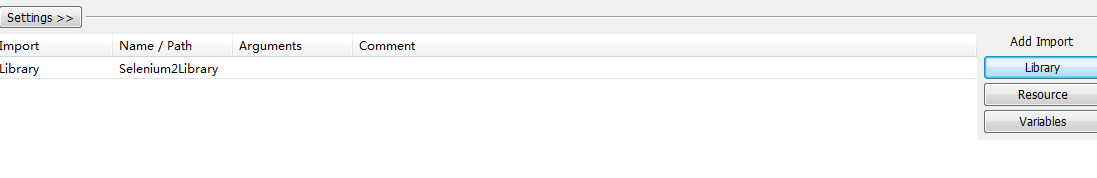 Settings >>
Import Name / Path Arguments Comment
Add Import
Library Selenium2Library
Library
Resource
Variables